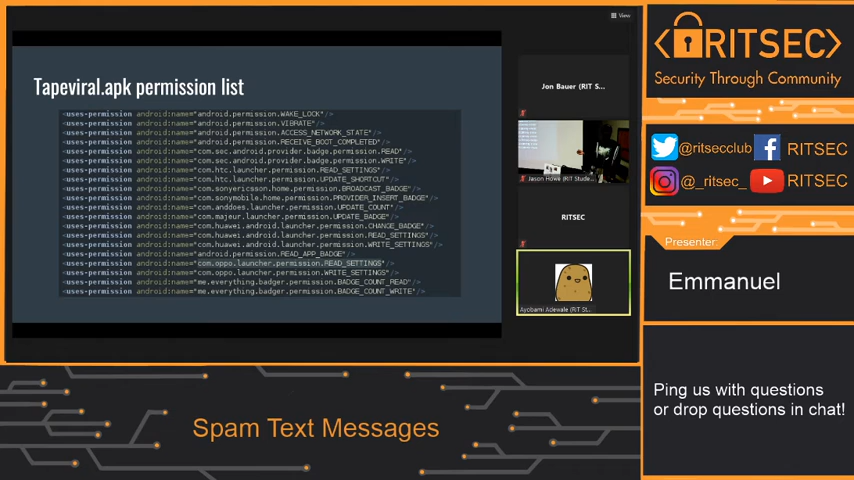 View
Tapeviral.apk permission list
<uses-permission android:name="android.permission.WAKE_LOCK"/>
<uses-permission android:name="android.permission.VIBRATE"/>
<uses-permission android:name="android.permission.ACCESS_NETWORK_STATE"/>
<uses-permission android:name="android.permission.RECEIVE_BOOT_COMPLETED"/>
<uses-permission android:name="com.sec.android.provider.badge.permission.READ"/>
<uses-permission android:name="com.sec.android.provider.badge.permission.WRITE"/>
<uses-permission android:name="com.htc.launcher.permission.READ_SETTINGS"/>
<uses-permission android:name="com.htc.launcher.permission.UPDATE_SHORTCUT"/>
<uses-permission android:name="com.sonyericsson.home.permission.BROADCAST_BADGE"/>
<uses-permission android:name="com.sonymobile.home.permission.PROVIDER_INSERT_BADGE"/>
<uses-permission android:name="com.anddoes.launcher.permission.UPDATE_COUNT"/>
<uses-permission android:name="com.majeur.launcher.permission.UPDATE_BADGE"/>
<uses-permission android:name="com.huawei.android.launcher.permission.CHANGE_BADGE"/>
<uses-permission android:name="com.huawei.android.launcher.permission.READ_SETTINGS"/>
<uses-permission android:name="com.huawei.android.launcher.permission.WRITE_SETTINGS"/>
<uses-permission android:name="android.permission.READ_APP_BADGE"/>
<uses-permission android:name="com.oppo.launcher.permission.READ_SETTINGS"/>
<uses-permission android:name="com.oppo.launcher.permission.WRITE_SETTINGS"/>
<uses-permission android:name="me.everything.badger.permission.BADGE_COUNT_READ"/>
<uses-permission android:name="me.everything.badger.permission.BADGE_COUNT_WRITE"/>
Jon Bauer (RIT S...
Jason Howe (RIT Stude...
RITSEC
Ayobami Adewale (RIT St...
<RITSEC>
Security Through Community
@ritsecclub
RITSEC
@_ritsec_
RITSEC
Presenter:
Emmanuel
Ping us with questions
or drop questions in chat!
Spam Text Messages